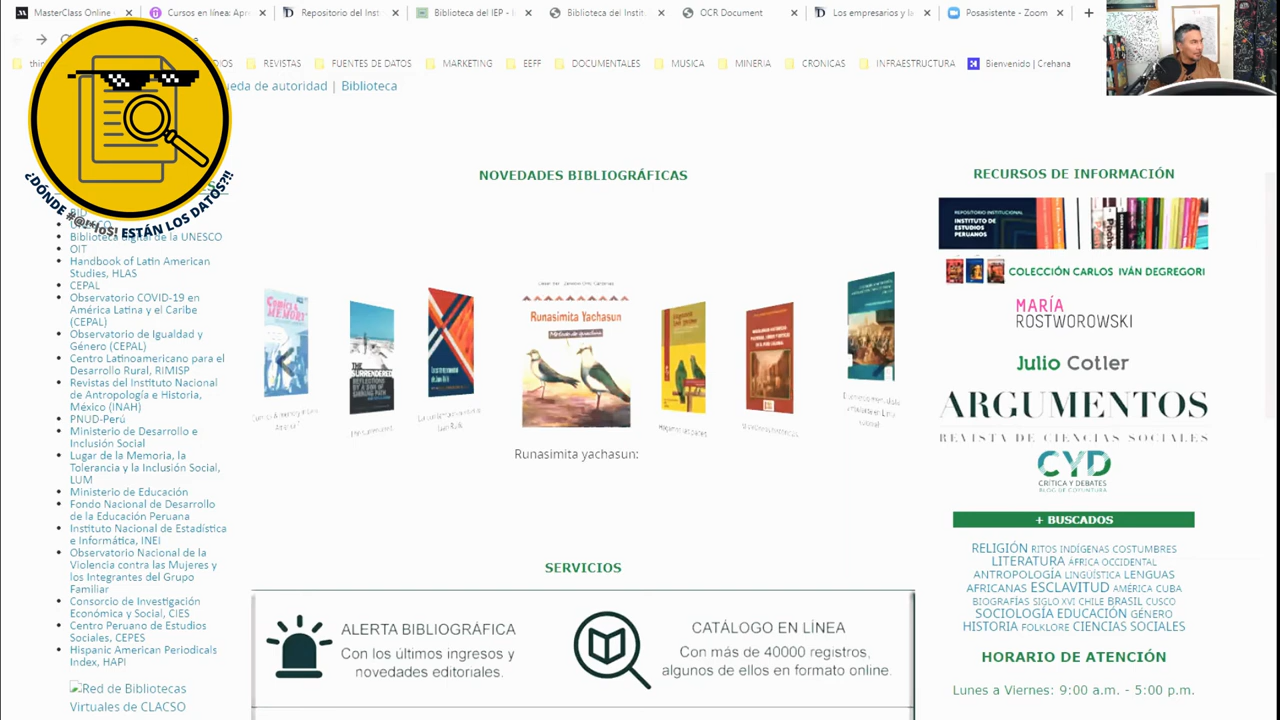 MasterClass Online
Cursos en línea: Apr
Repositorio del Inst
Biblioteca del IEP - I
Biblioteca del Instit
OCR Document
Los empresarios y la
Posasistente - Zoom
REVISTAS
FUENTES DE DATOS
MARKETING
EEFF
DOCUMENTALES
MUSICA
MINERIA
CRONICAS
INFRAESTRUCTURA
Bienvenido | Crehana
ueda de autoridad | Biblioteca
¿DÓNDE #@!*!oS! ESTÁN LOS DATOS?!!
BID
Biblioteca digital de la UNESCO
OIT
Handbook of Latin American
Studies, HLAS
CEPAL
Observatorio COVID-19 en
América Latina y el Caribe
(CEPAL)
Observatorio de Igualdad y
Género (CEPAL)
Centro Latinoamericano para el
Desarrollo Rural, RIMISP
Revistas del Instituto Nacional
de Antropología e Historia,
México (INAH)
PNUD-Perú
Ministerio de Desarrollo e
Inclusión Social
Lugar de la Memoria, la
Tolerancia y la Inclusión Social,
LUM
Ministerio de Educación
Fondo Nacional de Desarrollo
de la Educación Peruana
Instituto Nacional de Estadística
e Informática, INEI
Observatorio Nacional de la
Violencia contra las Mujeres y
los Integrantes del Grupo
Familiar
Consorcio de Investigación
Económica y Social, CIES
Centro Peruano de Estudios
Sociales, CEPES
Hispanic American Periodicals
Index, HAPI
Red de Bibliotecas
Virtuales de CLACSO
NOVEDADES BIBLIOGRÁFICAS
THE
SURRENDERED
REFLECTIONS
BY A SON OF
SHINING PATH
Runasimita Yachasun
Runasimita yachasun:
SERVICIOS
ALERTA BIBLIOGRÁFICA
Con los últimos ingresos y
novedades editoriales.
CATÁLOGO EN LÍNEA
Con más de 40000 registros,
algunos de ellos en formato online.
RECURSOS DE INFORMACIÓN
REPOSITORIO INSTITUCIONAL
INSTITUTO DE
ESTUDIOS
PERUANOS
COLECCIÓN CARLOS IVÁN DEGREGORI
MARÍA
ROSTWOROWSKI
Julio Cotler
ARGUMENTOS
REVISTA DE CIENCIAS SOCIALES
CYD
CRÍTICA Y DEBATES
BLOG DE COYUNTURA
+ BUSCADOS
RELIGIÓN RITOS INDÍGENAS COSTUMBRES
LITERATURA ÁFRICA OCCIDENTAL
ANTROPOLOGÍA LINGÜÍSTICA LENGUAS
AFRICANAS ESCLAVITUD AMÉRICA CUBA
BIOGRAFÍAS SIGLO XVI CHILE BRASIL CUSCO
SOCIOLOGÍA EDUCACIÓN GÉNERO
HISTORIA FOLKLORE CIENCIAS SOCIALES
HORARIO DE ATENCIÓN
Lunes a Viernes: 9:00 a.m. - 5:00 p.m.